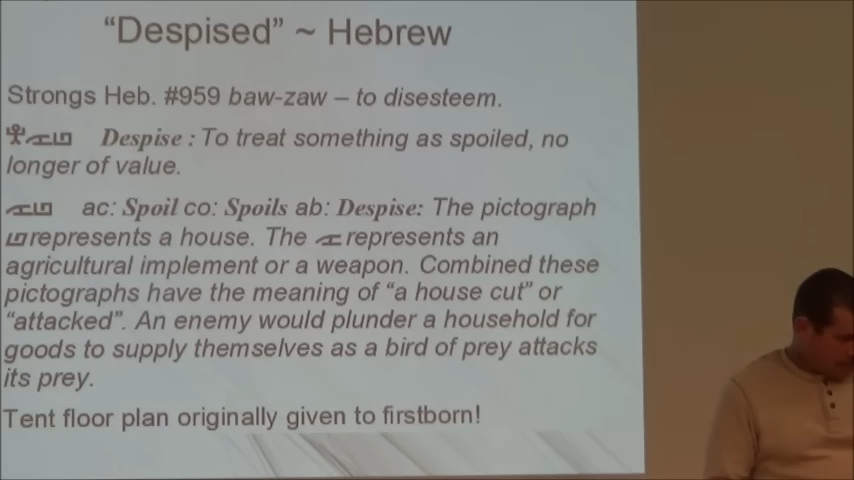 “Despised” ~ Hebrew
Strongs Heb. #959 baw-zaw – to disesteem.
Despise : To treat something as spoiled, no
longer of value.
ac: Spoil co: Spoils ab: Despise: The pictograph
represents a house. The represents an
agricultural implement or a weapon. Combined these
pictographs have the meaning of “a house cut” or
“attacked”. An enemy would plunder a household for
goods to supply themselves as a bird of prey attacks
its prey.
Tent floor plan originally given to firstborn!